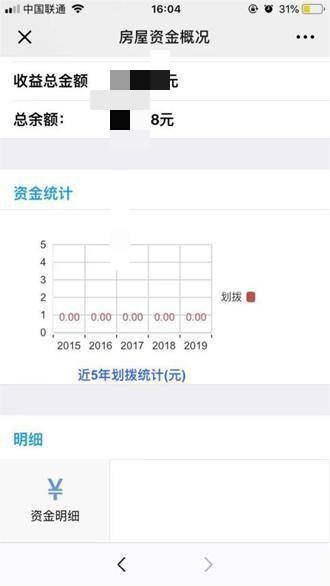 中国联通 16:04 31%
房屋资金概况
收益总金额 元
总余额: 8元
资金统计
5
4
3
2
1
0
0.00 0.00 0.00 0.00 0.00
划拨
2015 2016 2017 2018 2019
近5年划拨统计(元)
明细
¥
资金明细